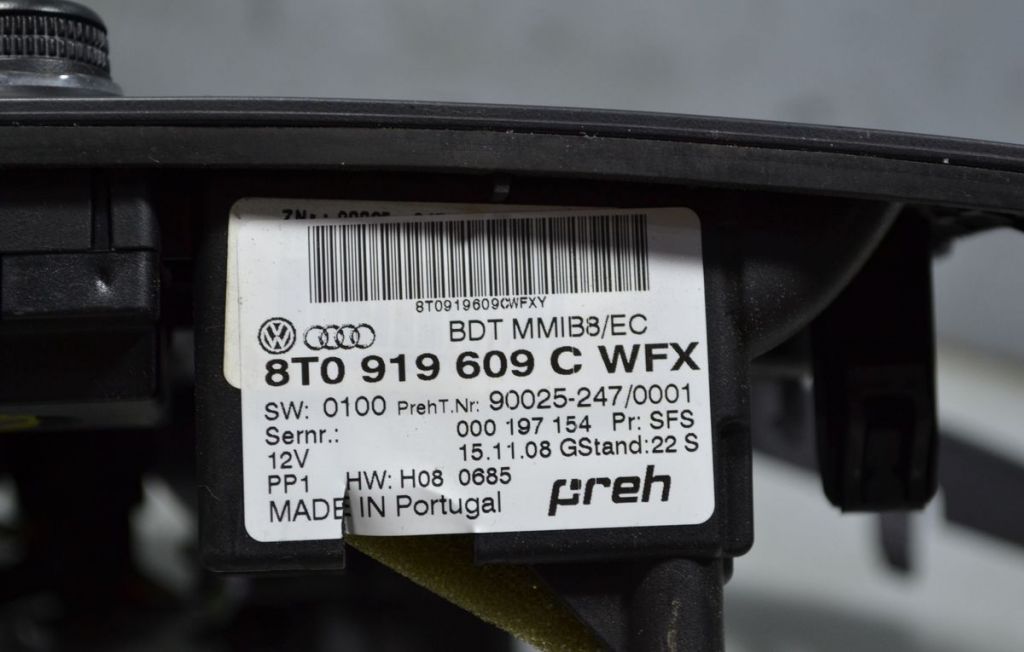 8T0919609CWFXY
BDT MMIB8/EC
8T0 919 609 C WFX
SW: 0100 PrehT.Nr: 90025-247/0001
Sernr.: 000 197 154 Pr: SFS
12V 15.11.08 GStand:22 S
PP1 HW: H08 0685
MADE IN Portugal preh